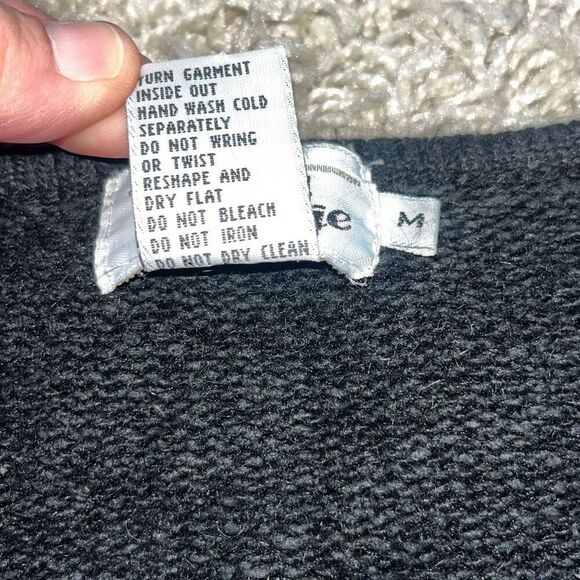 TURN GARMENT
INSIDE OUT
HAND WASH COLD
SEPARATELY
DO NOT WRING
OR TWIST
RESHAPE AND
DRY FLAT
DO NOT BLEACH
DO NOT IRON
DO NOT DRY CLEAN
M